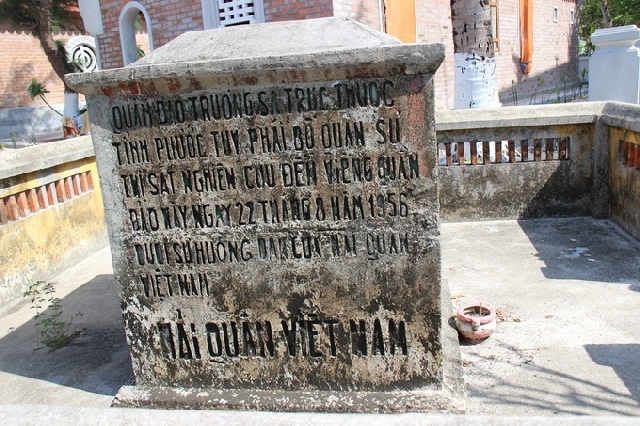 QUẦN ĐẢO TRƯỜNG SA TRỰC THUỘC
TỈNH PHƯỚC TUY PHÁI BỘ QUÂN SỰ
THỊ SÁT NGHIÊN CỨU ĐẾN VIẾNG QUẦN
ĐẢO NẦY NGÀY 22 THÁNG 8 NĂM 1956
DƯỚI SỰ HƯỚNG DẪN CỦA HẢI QUÂN
VIỆT NAM
HẢI QUÂN VIỆT NAM